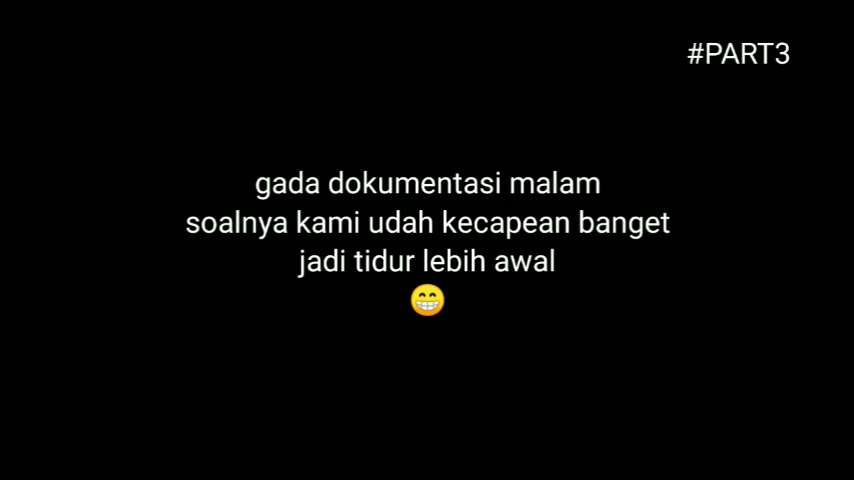 #PART3
gada dokumentasi malam
soalnya kami udah kecapean banget
jadi tidur lebih awal
😁